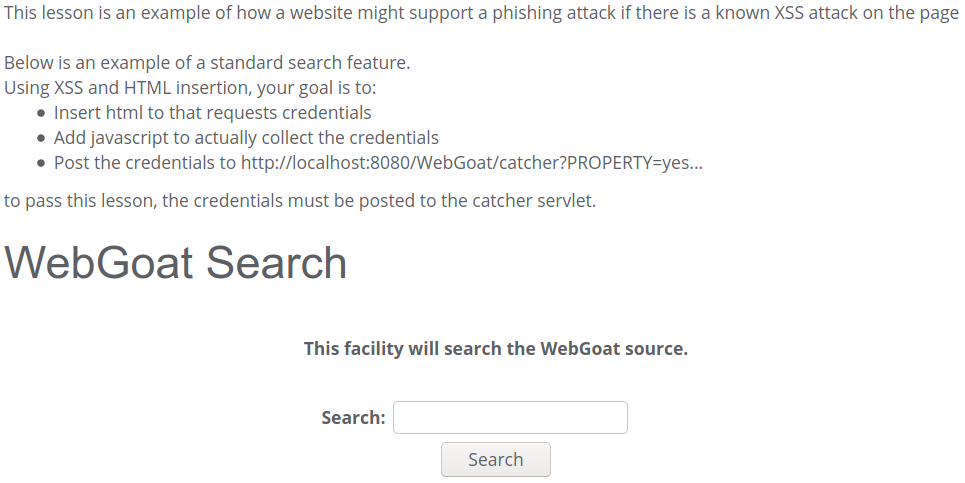 This lesson is an example of how a website might support a phishing attack if there is a known XSS attack on the page
Below is an example of a standard search feature.
Using XSS and HTML insertion, your goal is to:
• Insert html to that requests credentials
• Add javascript to actually collect the credentials
• Post the credentials to http://localhost:8080/WebGoat/catcher?PROPERTY=yes...
to pass this lesson, the credentials must be posted to the catcher servlet.
WebGoat Search
This facility will search the WebGoat source.
Search:
Search